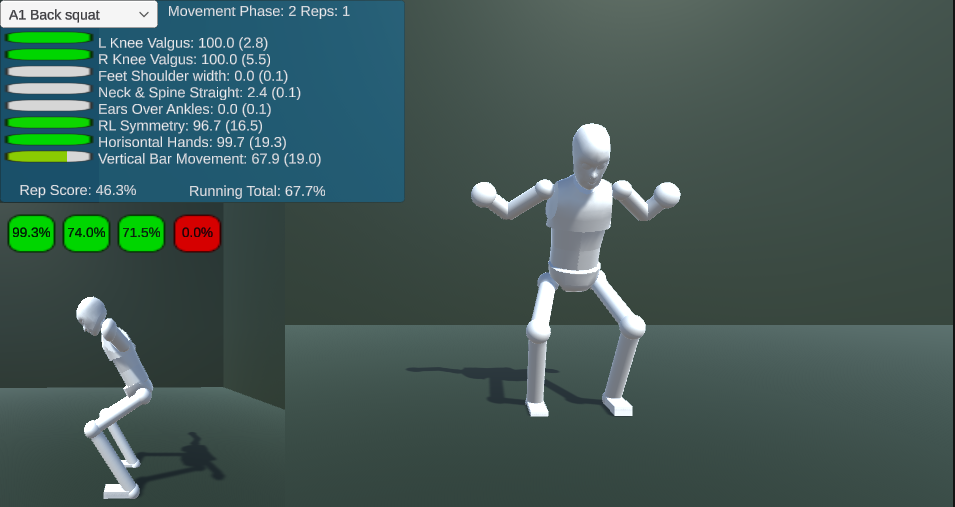 A1 Back squat
Movement Phase: 2 Reps: 1
L Knee Valgus: 100.0 (2.8)
R Knee Valgus: 100.0 (5.5)
Feet Shoulder width: 0.0 (0.1)
Neck & Spine Straight: 2.4 (0.1)
Ears Over Ankles: 0.0 (0.1)
RL Symmetry: 96.7 (16.5)
Horisontal Hands: 99.7 (19.3)
Vertical Bar Movement: 67.9 (19.0)
Rep Score: 46.3% Running Total: 67.7%
99.3% 74.0% 71.5% 0.0%